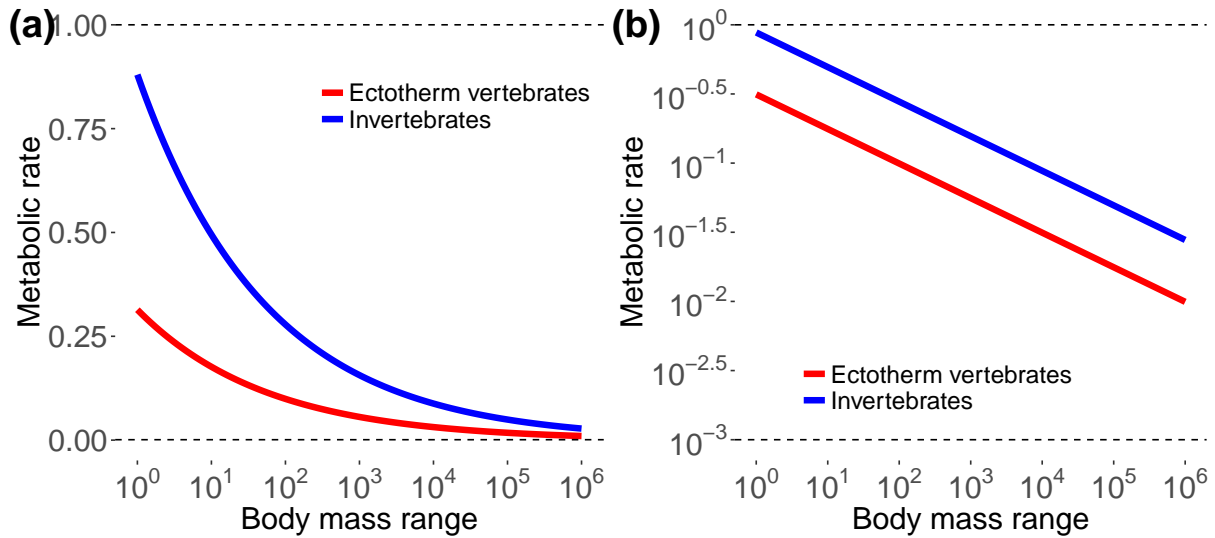 (a)
1.00
0.75
0.50
0.25
0.00
Metabolic rate
Ectotherm vertebrates
Invertebrates
10^0 10^1 10^2 10^3 10^4 10^5 10^6
Body mass range
(b)
10^0
10^−0.5
10^−1
10^−1.5
10^−2
10^−2.5
10^−3
Metabolic rate
Ectotherm vertebrates
Invertebrates
10^0 10^1 10^2 10^3 10^4 10^5 10^6
Body mass range